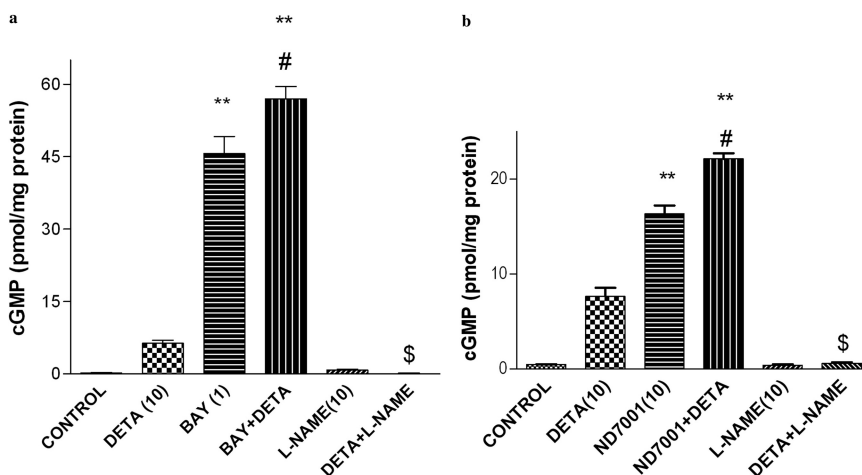 a
**
#
**
60
45
30
15
0
cGMP (pmol/mg protein)
$
CONTROL
DETA (10)
BAY (1)
BAY+DETA
L-NAME(10)
DETA+L-NAME
b
**
#
**
20
10
0
cGMP (pmol/mg protein)
$
CONTROL
DETA(10)
ND7001(10)
ND7001+DETA
L-NAME(10)
DETA+L-NAME